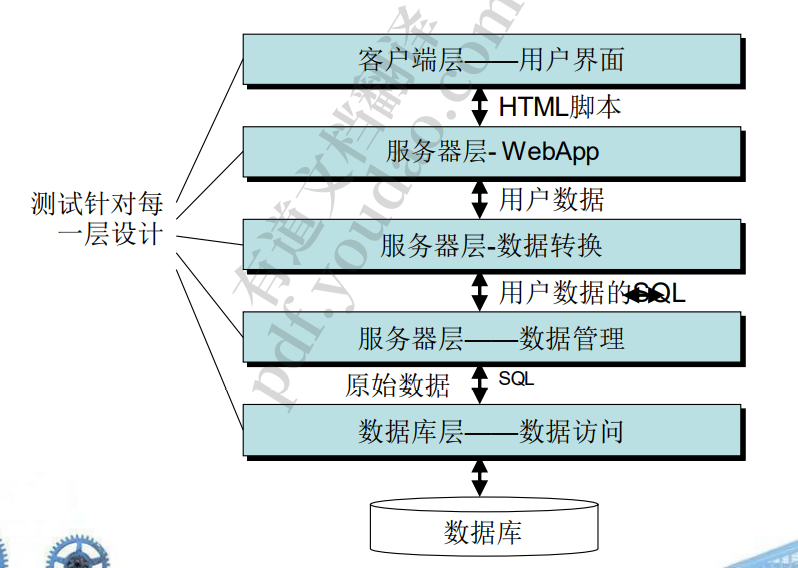 客户端层——用户界面
HTML脚本
服务器层- WebApp
用户数据
测试针对每
一层设计
服务器层-数据转换
用户数据的SQL
服务器层——数据管理
原始数据
SQL
数据库层——数据访问
数据库
有道文档翻译
pdf.youdao.com